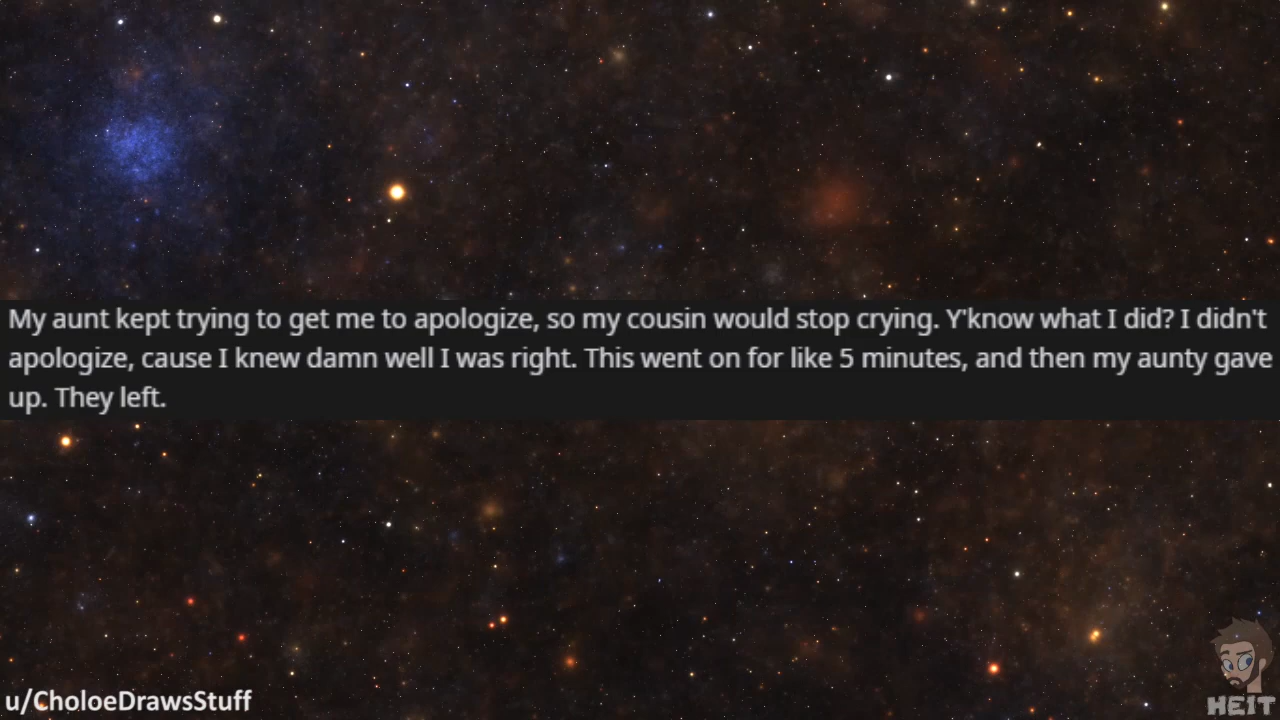 My aunt kept trying to get me to apologize, so my cousin would stop crying. Y'know what I did? I didn't
apologize, cause I knew damn well I was right. This went on for like 5 minutes, and then my aunty gave
up. They left.
u/CholoeDrawsStuff
HEIT